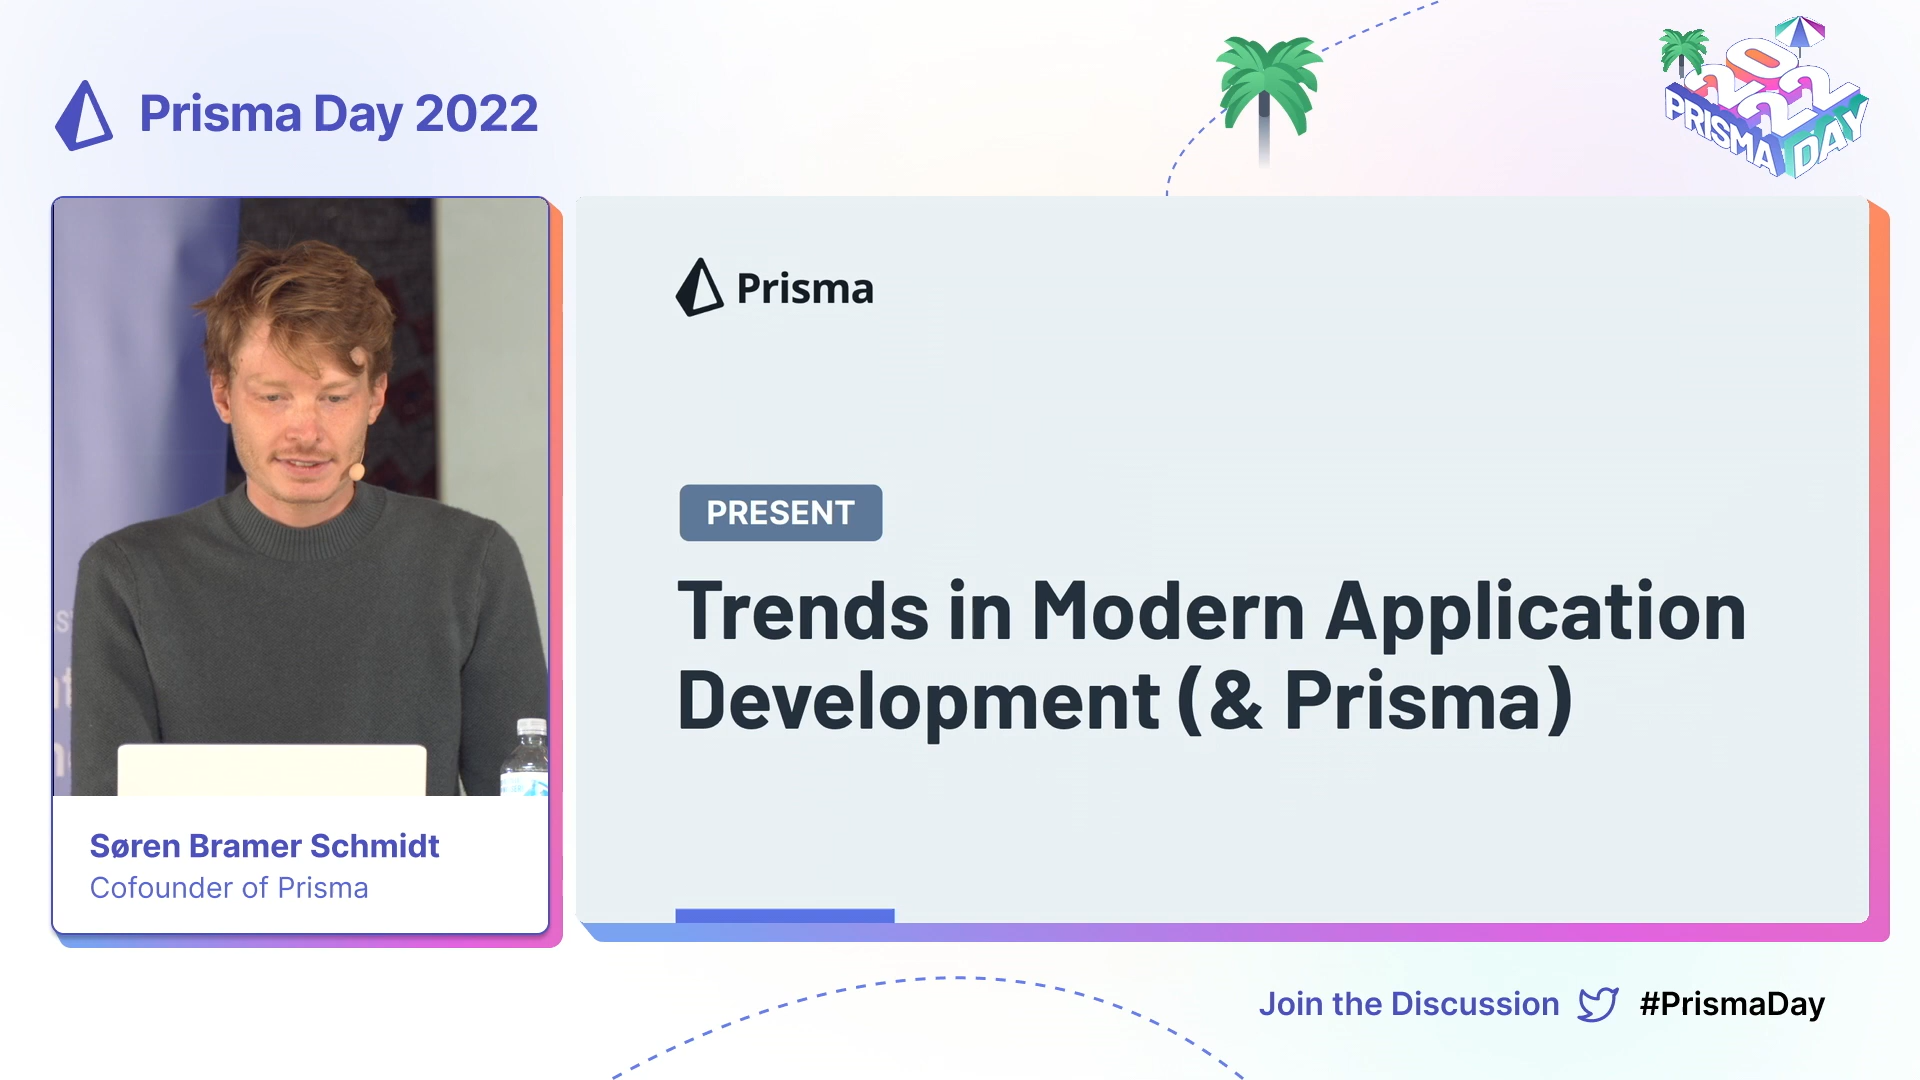 Prisma Day 2022
2022
PRISMA DAY
Prisma
PRESENT
Trends in Modern Application
Development (& Prisma)
Søren Bramer Schmidt
Cofounder of Prisma
Join the Discussion #PrismaDay